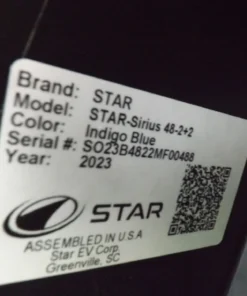 Brand: STAR
Model: STAR-Sirius 48-2+2
Color: Indigo Blue
Serial #: SO23B4822MF00488
Year: 2023
STAR
ASSEMBLED IN U.S.A
Star EV Corp
Greenville, SC